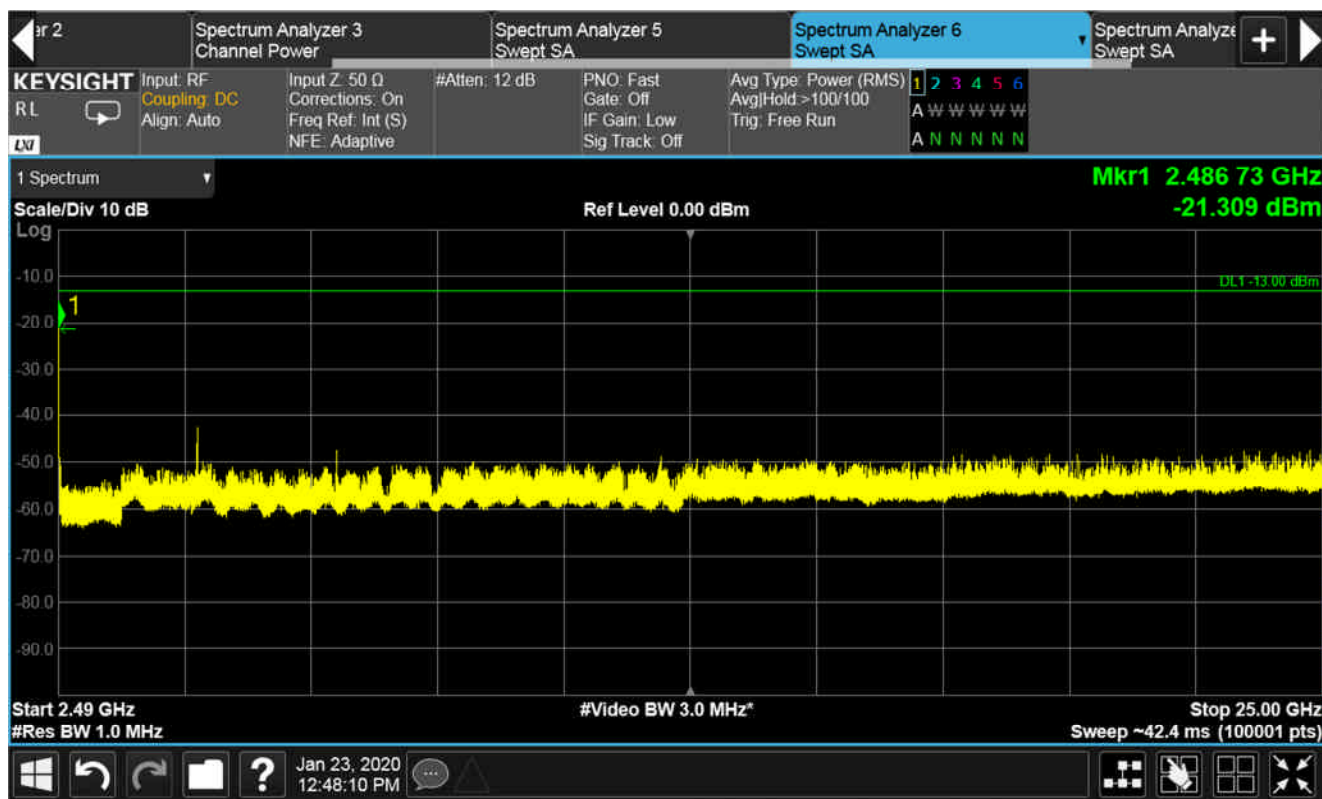 er 2
Spectrum Analyzer 3
Channel Power
Spectrum Analyzer 5
Swept SA
Spectrum Analyzer 6
Swept SA
Spectrum Analyze
Swept SA
+
KEYSIGHT
R L
LXI
Input: RF
Coupling: DC
Align: Auto
Input Z: 50 Ω
Corrections: On
Freq Ref: Int (S)
NFE: Adaptive
#Atten: 12 dB
PNO: Fast
Gate: Off
IF Gain: Low
Sig Track: Off
Avg Type: Power (RMS)
Avg|Hold:>100/100
Trig: Free Run
1 2 3 4 5 6
A W W W W W
A N N N N N
1 Spectrum
Mkr1 2.486 73 GHz
-21.309 dBm
Scale/Div 10 dB
Ref Level 0.00 dBm
Log
DL1 -13.00 dBm
1
-10.0
-20.0
-30.0
-40.0
-50.0
-60.0
-70.0
-80.0
-90.0
Start 2.49 GHz
#Video BW 3.0 MHz*
Stop 25.00 GHz
#Res BW 1.0 MHz
Sweep ~42.4 ms (100001 pts)
?
Jan 23, 2020
12:48:10 PM